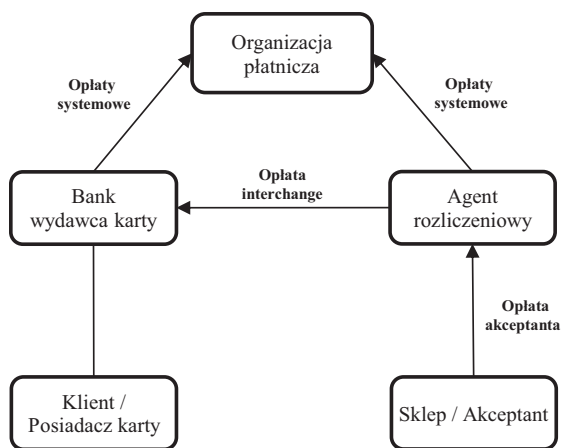 Organizacja
płatnicza
Opłaty
systemowe
Opłaty
systemowe
Bank
wydawca karty
Opłata
interchange
Agent
rozliczeniowy
Opłata
akceptanta
Klient /
Posiadacz karty
Sklep / Akceptant